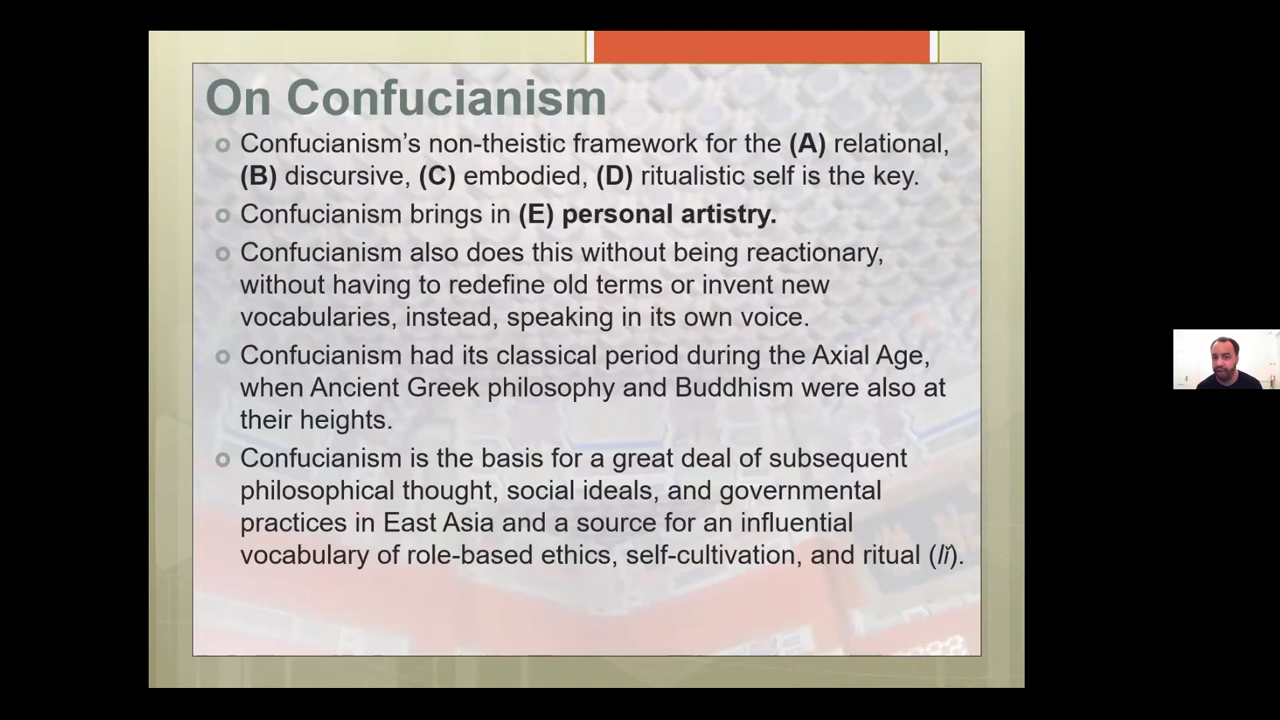 On Confucianism
Confucianism’s non-theistic framework for the (A) relational,
(B) discursive, (C) embodied, (D) ritualistic self is the key.
Confucianism brings in (E) personal artistry.
Confucianism also does this without being reactionary,
without having to redefine old terms or invent new
vocabularies, instead, speaking in its own voice.
Confucianism had its classical period during the Axial Age,
when Ancient Greek philosophy and Buddhism were also at
their heights.
Confucianism is the basis for a great deal of subsequent
philosophical thought, social ideals, and governmental
practices in East Asia and a source for an influential
vocabulary of role-based ethics, self-cultivation, and ritual (lǐ).